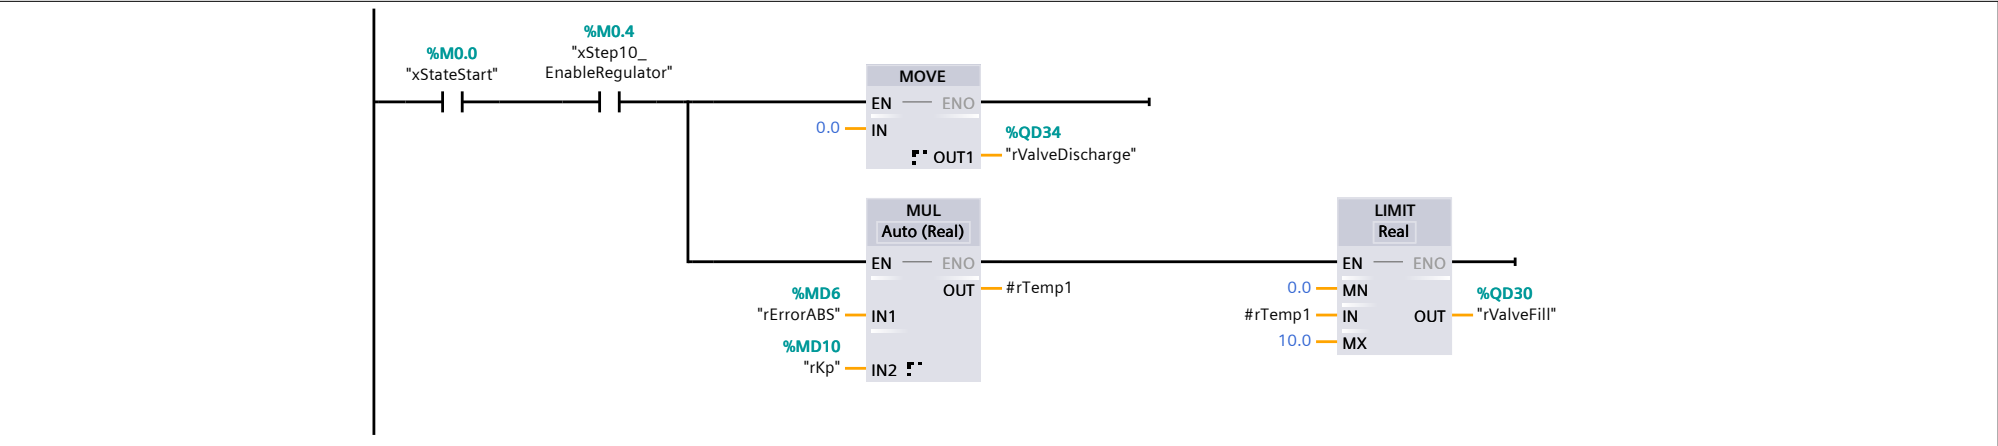 %M0.0
"xStateStart"
%M0.4
"xStep10_
EnableRegulator"
MOVE
EN
ENO
0.0
IN
OUT1
%QD34
"rValveDischarge"
MUL
Auto (Real)
EN
ENO
OUT
#rTemp1
%MD6
"rErrorABS"
IN1
%MD10
"rKp"
IN2
LIMIT
Real
EN
ENO
0.0
MN
#rTemp1
IN
10.0
MX
OUT
%QD30
"rValveFill"